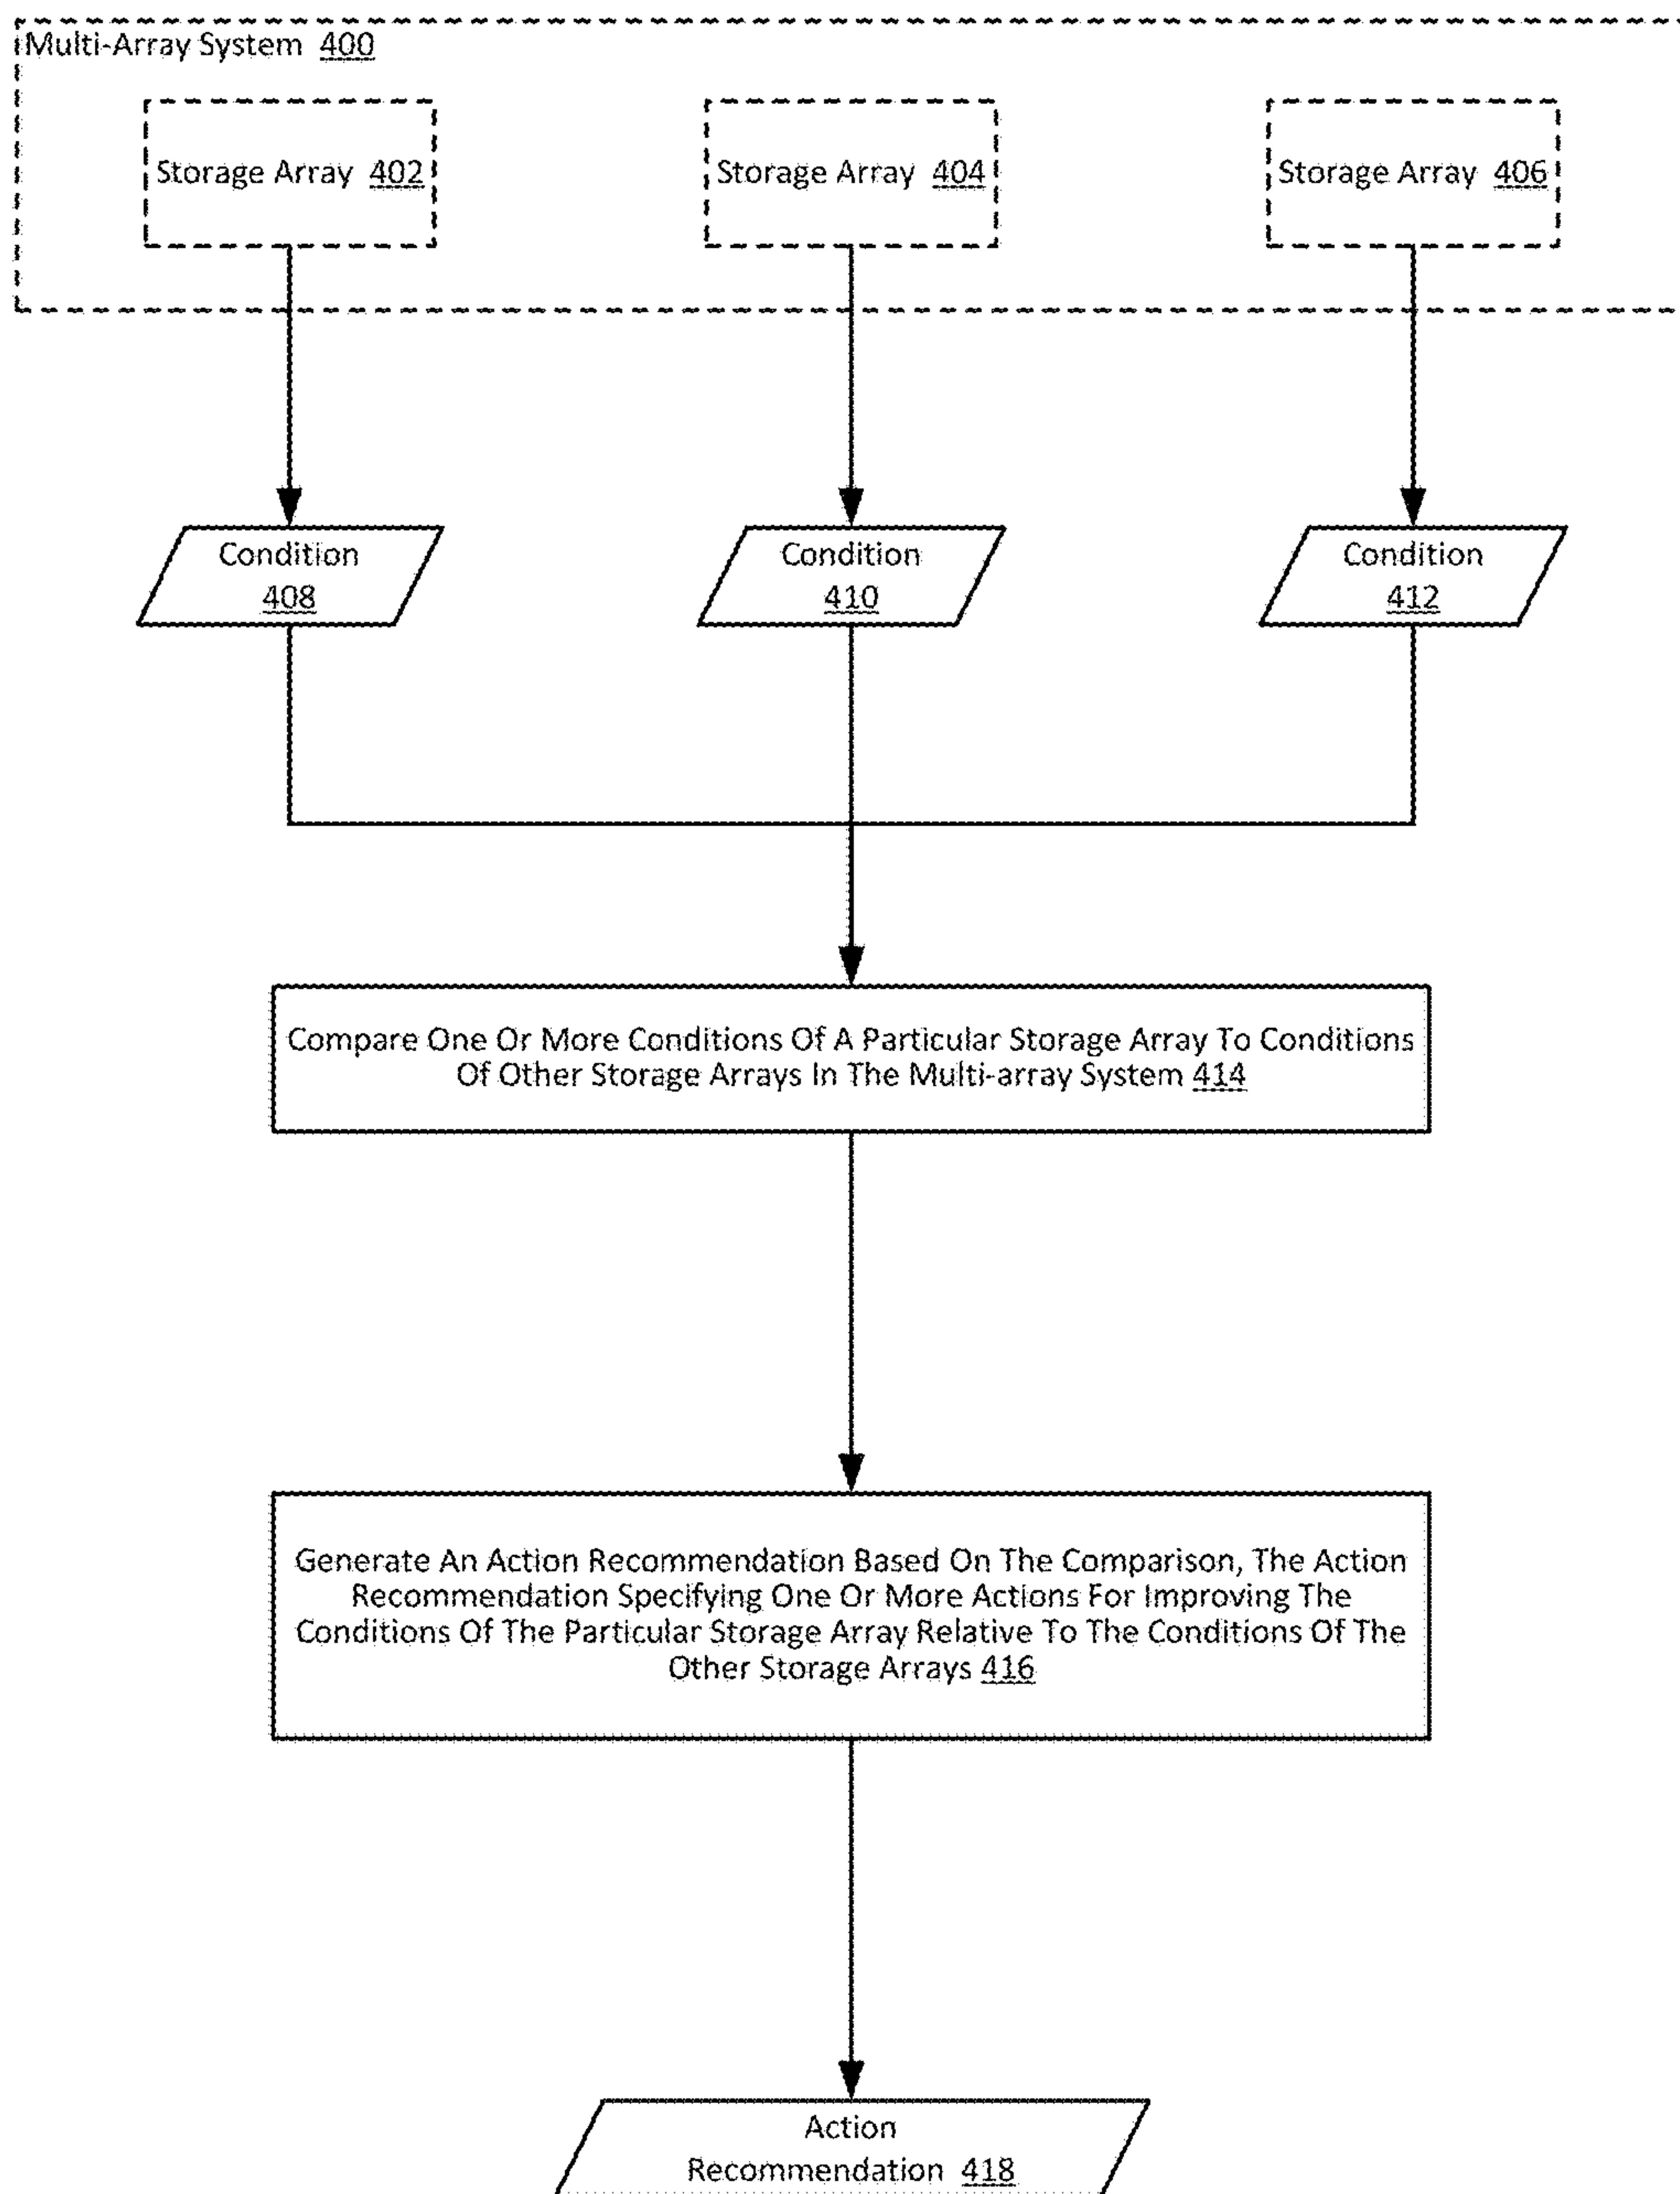 Multi-Array System 400
Storage Array 402
Storage Array 404
Storage Array 406
Condition
408
Condition
410
Condition
412
Compare One Or More Conditions Of A Particular Storage Array To Conditions
Of Other Storage Arrays In The Multi-array System 414
Generate An Action Recommendation Based On The Comparison, The Action
Recommendation Specifying One Or More Actions For Improving The
Conditions Of The Particular Storage Array Relative To The Conditions Of The
Other Storage Arrays 416
Action
Recommendation 418